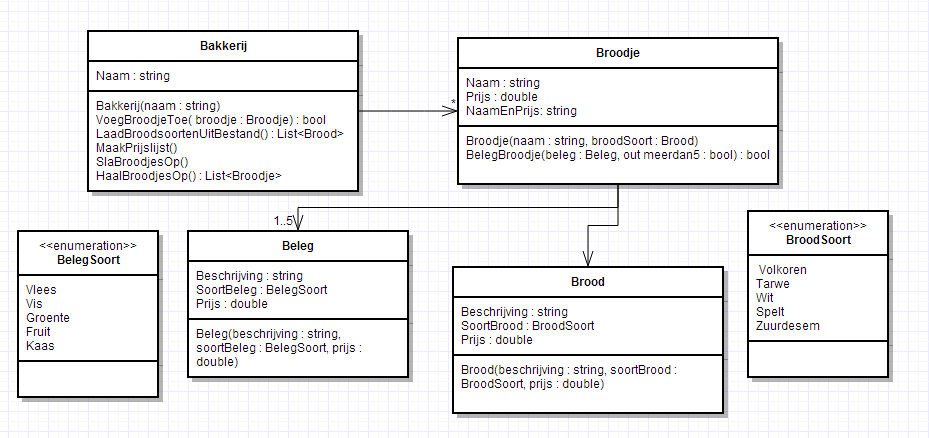 Bakkerij
Naam : string
Bakkerij(naam : string)
VoegBroodjeToe( broodje : Broodje) : bool
LaadBroodsoortenUitBestand() : List<Brood>
MaakPrijslijst()
SlaBroodjesOp()
HaalBroodjesOp() : List<Broodje>
*
Broodje
Naam : string
Prijs : double
NaamEnPrijs: string
Broodje(naam : string, broodSoort : Brood)
BelegBroodje(beleg : Beleg, out meerdan5 : bool) : bool
1..5
<<enumeration>>
BelegSoort
Vlees
Vis
Groente
Fruit
Kaas
Beleg
Beschrijving : string
SoortBeleg : BelegSoort
Prijs : double
Beleg(beschrijving : string,
soortBeleg : BelegSoort, prijs :
double)
Brood
Beschrijving : string
SoortBrood : BroodSoort
Prijs : double
Brood(beschrijving : string, soortBrood :
BroodSoort, prijs : double)
<<enumeration>>
BroodSoort
Volkoren
Tarwe
Wit
Spelt
Zuurdesem